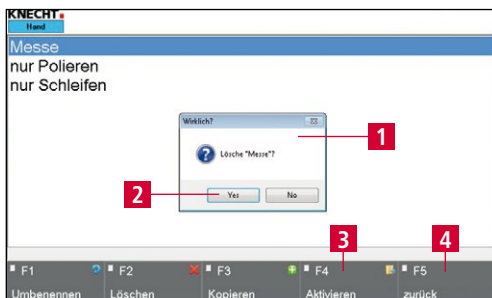 KNECHT
Hand
Messe
nur Polieren
nur Schleifen
Wirklich?
1
Lösche "Messe"?
2
Yes
No
3
4
F1
F2
F3
F4
F5
Umbenennen
Löschen
Kopieren
Aktivieren
zurück